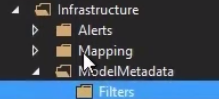 Infrastructure
Alerts
Mapping
ModelMetadata
Filters